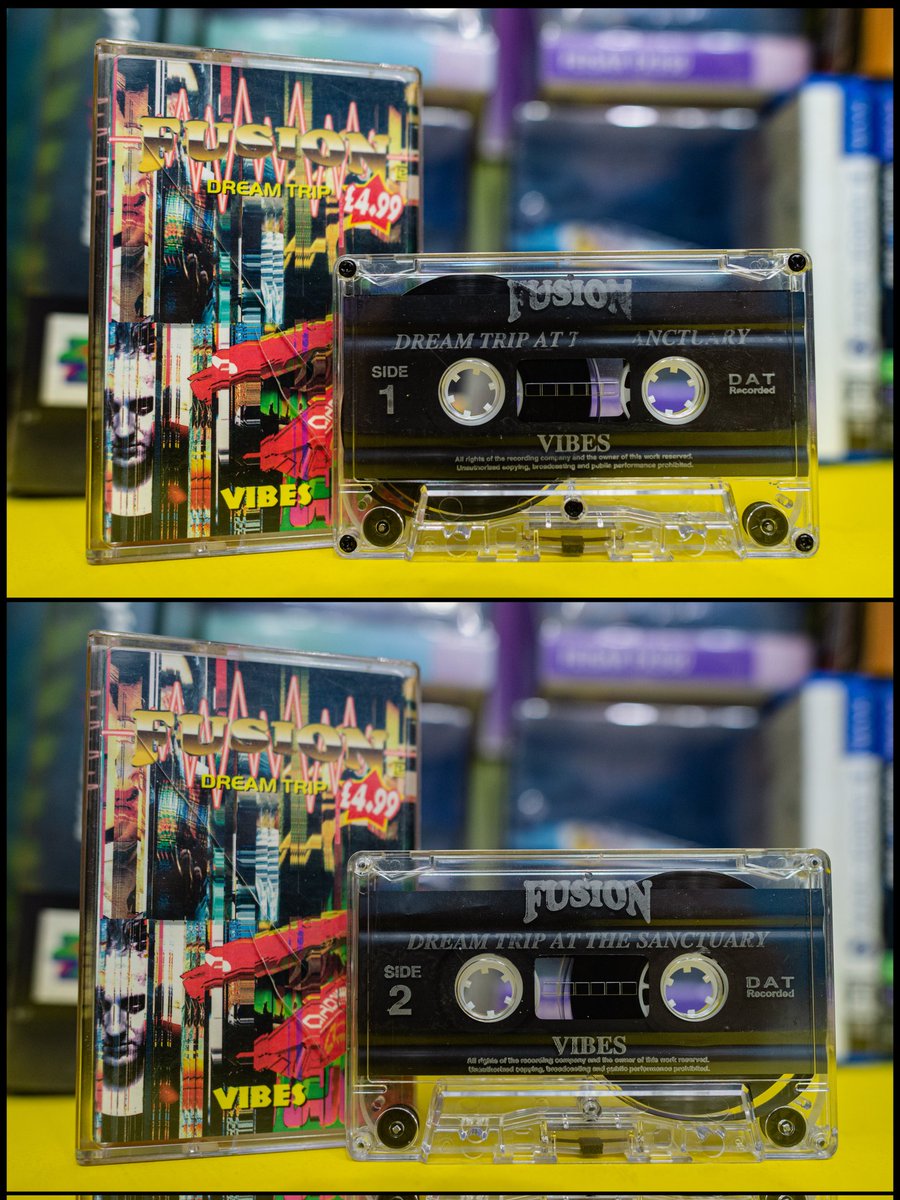 FUSION
DREAM TRIP
£4.99
VIBES
FUSION
DREAM TRIP AT T SANCTUARY
SIDE
1
DAT
Recorded
VIBES
All rights of the recording company and the owner of this work reserved.
Unauthorized copying, broadcasting and public performance prohibited.
FUSION
DREAM TRIP
£4.99
VIBES
FUSION
DREAM TRIP AT THE SANCTUARY
SIDE
2
DAT
Recorded
VIBES
All rights of the recording company and the owner of this work reserved.
Unauthorized copying, broadcasting and public performance prohibited.